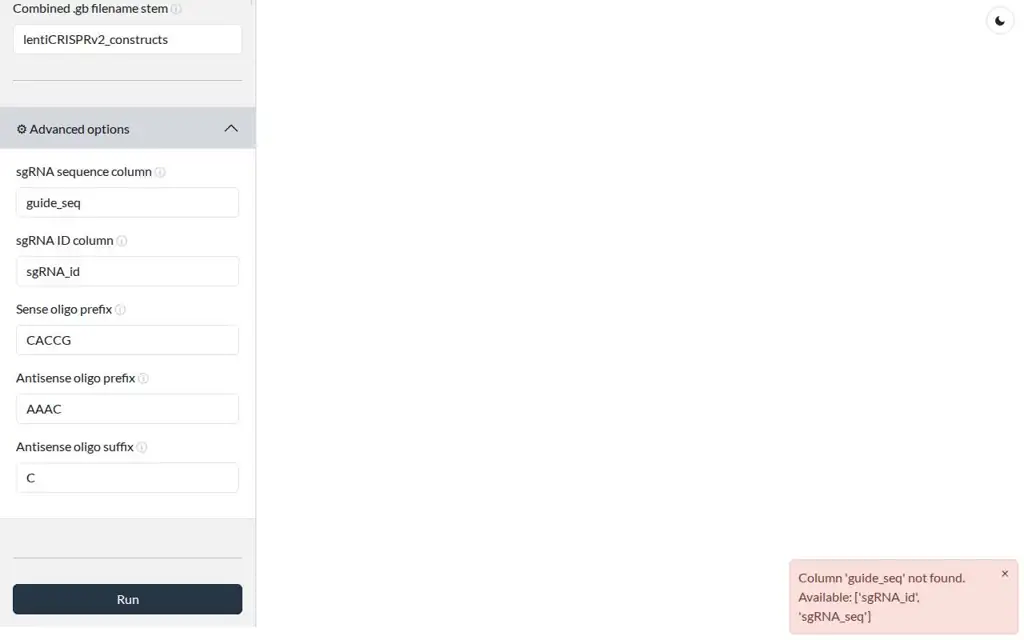 Combined .gb filename stem
lentiCRISPRv2_constructs
Advanced options
sgRNA sequence column
guide_seq
sgRNA ID column
sgRNA_id
Sense oligo prefix
CACCG
Antisense oligo prefix
AAAC
Antisense oligo suffix
C
Run
Column 'guide_seq' not found.
Available: ['sgRNA_id',
'sgRNA_seq']